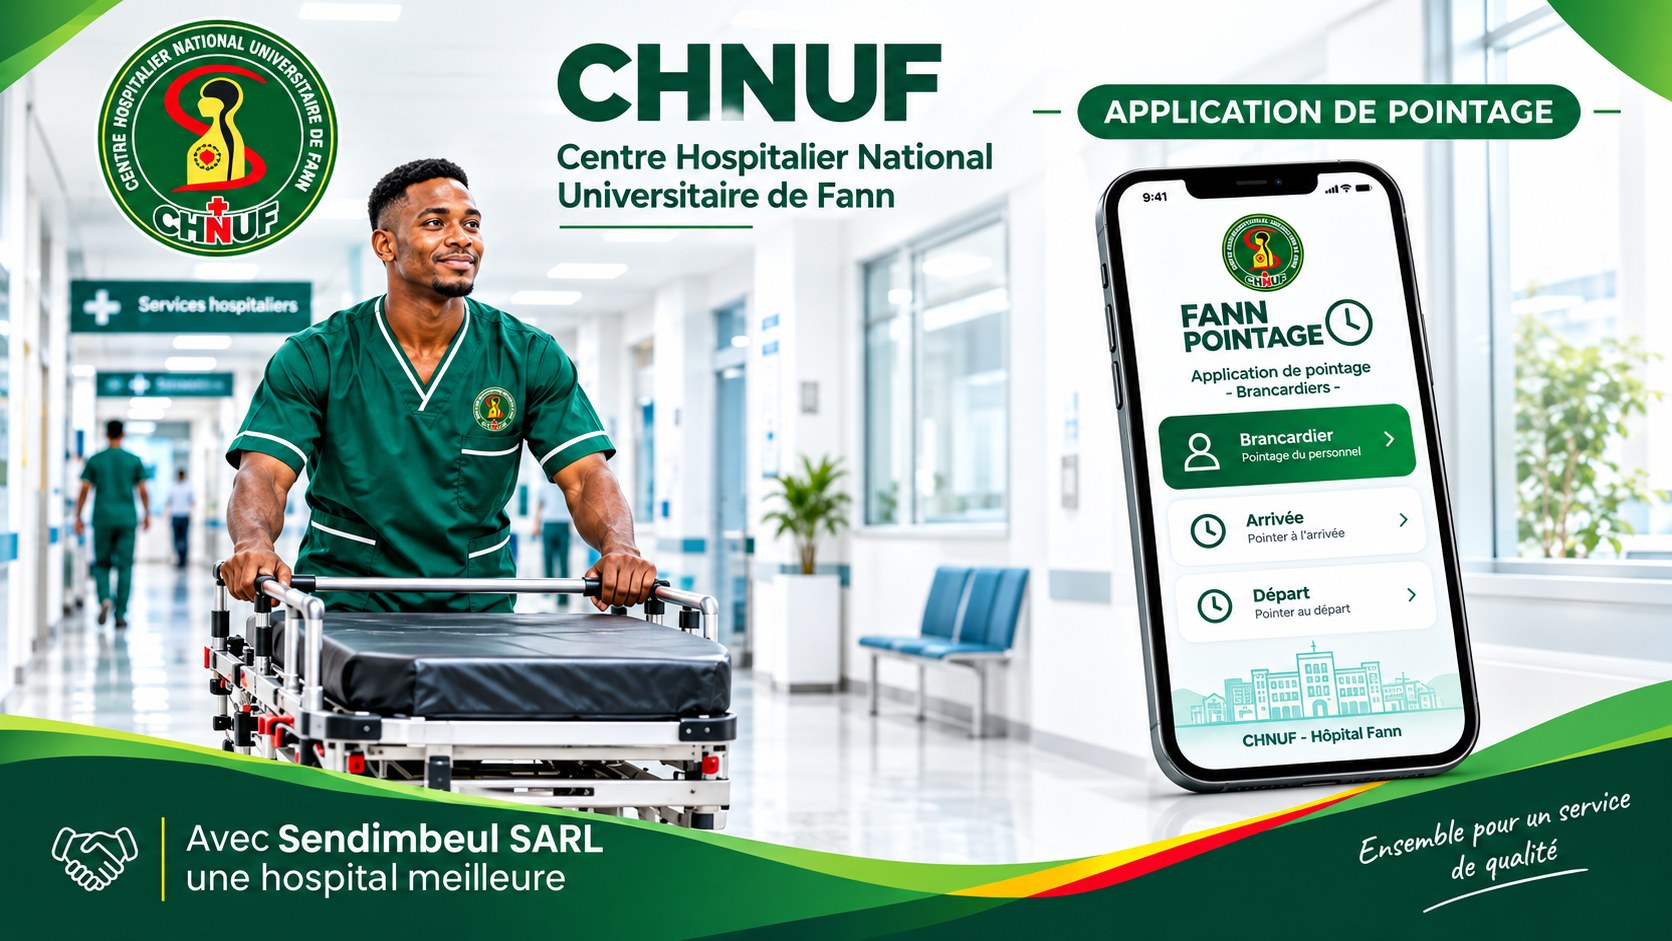 CENTRE HOSPITALIER NATIONAL UNIVERSITAIRE DE FANN
CHNUF
CHNUF
Centre Hospitalier National
Universitaire de Fann
APPLICATION DE POINTAGE
Services hospitaliers
9:41
CHNUF
FANN
POINTAGE
Application de pointage
- Brancardiers -
Brancardier
Pointage du personnel
Arrivée
Pointer à l'arrivée
Départ
Pointer au départ
CHNUF - Hôpital Fann
Avec Sendimbeul SARL
une hospital meilleure
Ensemble pour un service
de qualité